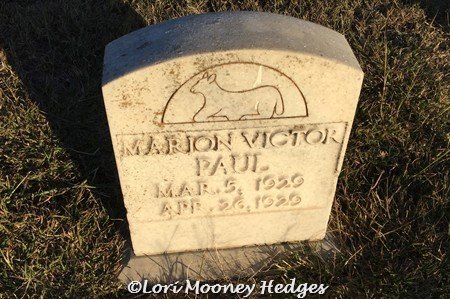 MARION VICTOR
PAUL
MAR. 5, 1929
APR. 26, 1929
©Lori Mooney Hedges